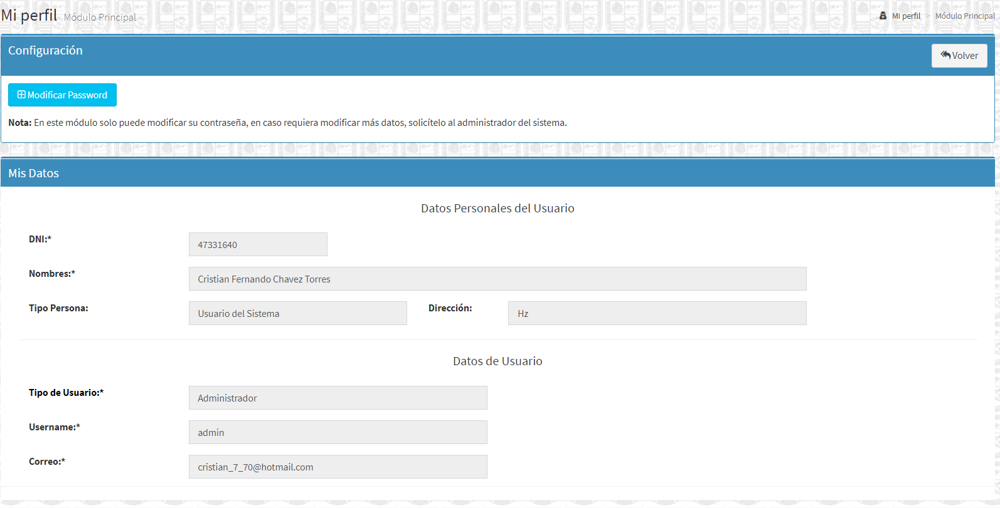 Mi perfil Módulo Principal
Mi perfil > Módulo Principal
Configuración
Volver
Modificar Password
Nota: En este módulo solo puede modificar su contraseña, en caso requiera modificar más datos, solicítelo al administrador del sistema.
Mis Datos
Datos Personales del Usuario
DNI:* 47331640
Nombres:* Cristian Fernando Chavez Torres
Tipo Persona: Usuario del Sistema Dirección: Hz
Datos de Usuario
Tipo de Usuario:* Administrador
Username:* admin
Correo:* cristian_7_70@hotmail.com